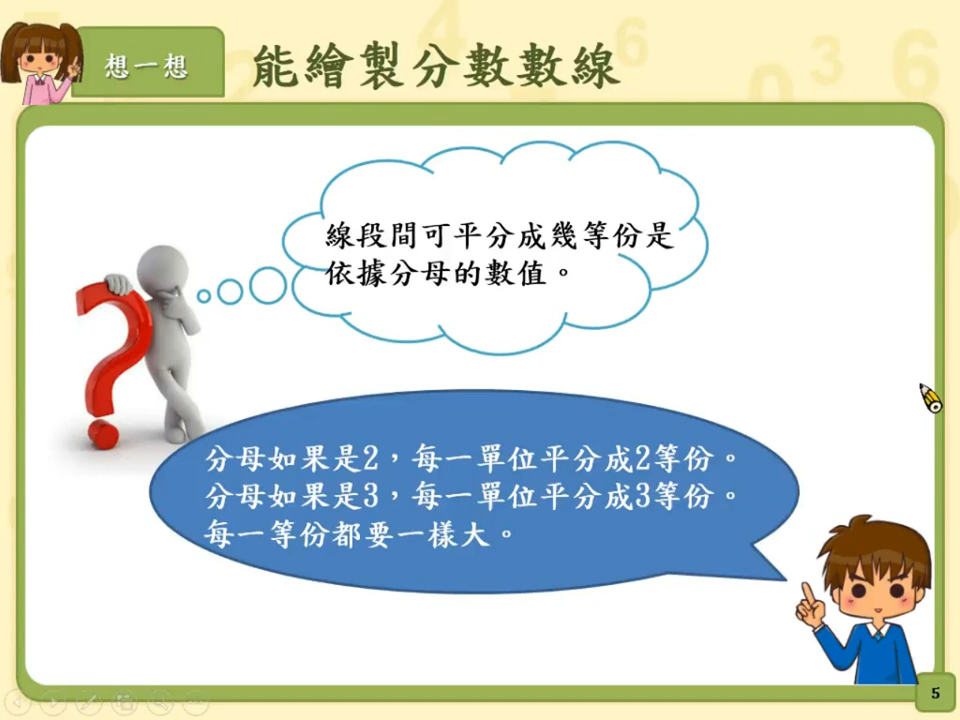 想一想
能繪製分數數線
線段間可平分成幾等份是
依據分母的數值。
分母如果是2，每一單位平分成2等份。
分母如果是3，每一單位平分成3等份。
每一等份都要一樣大。
5